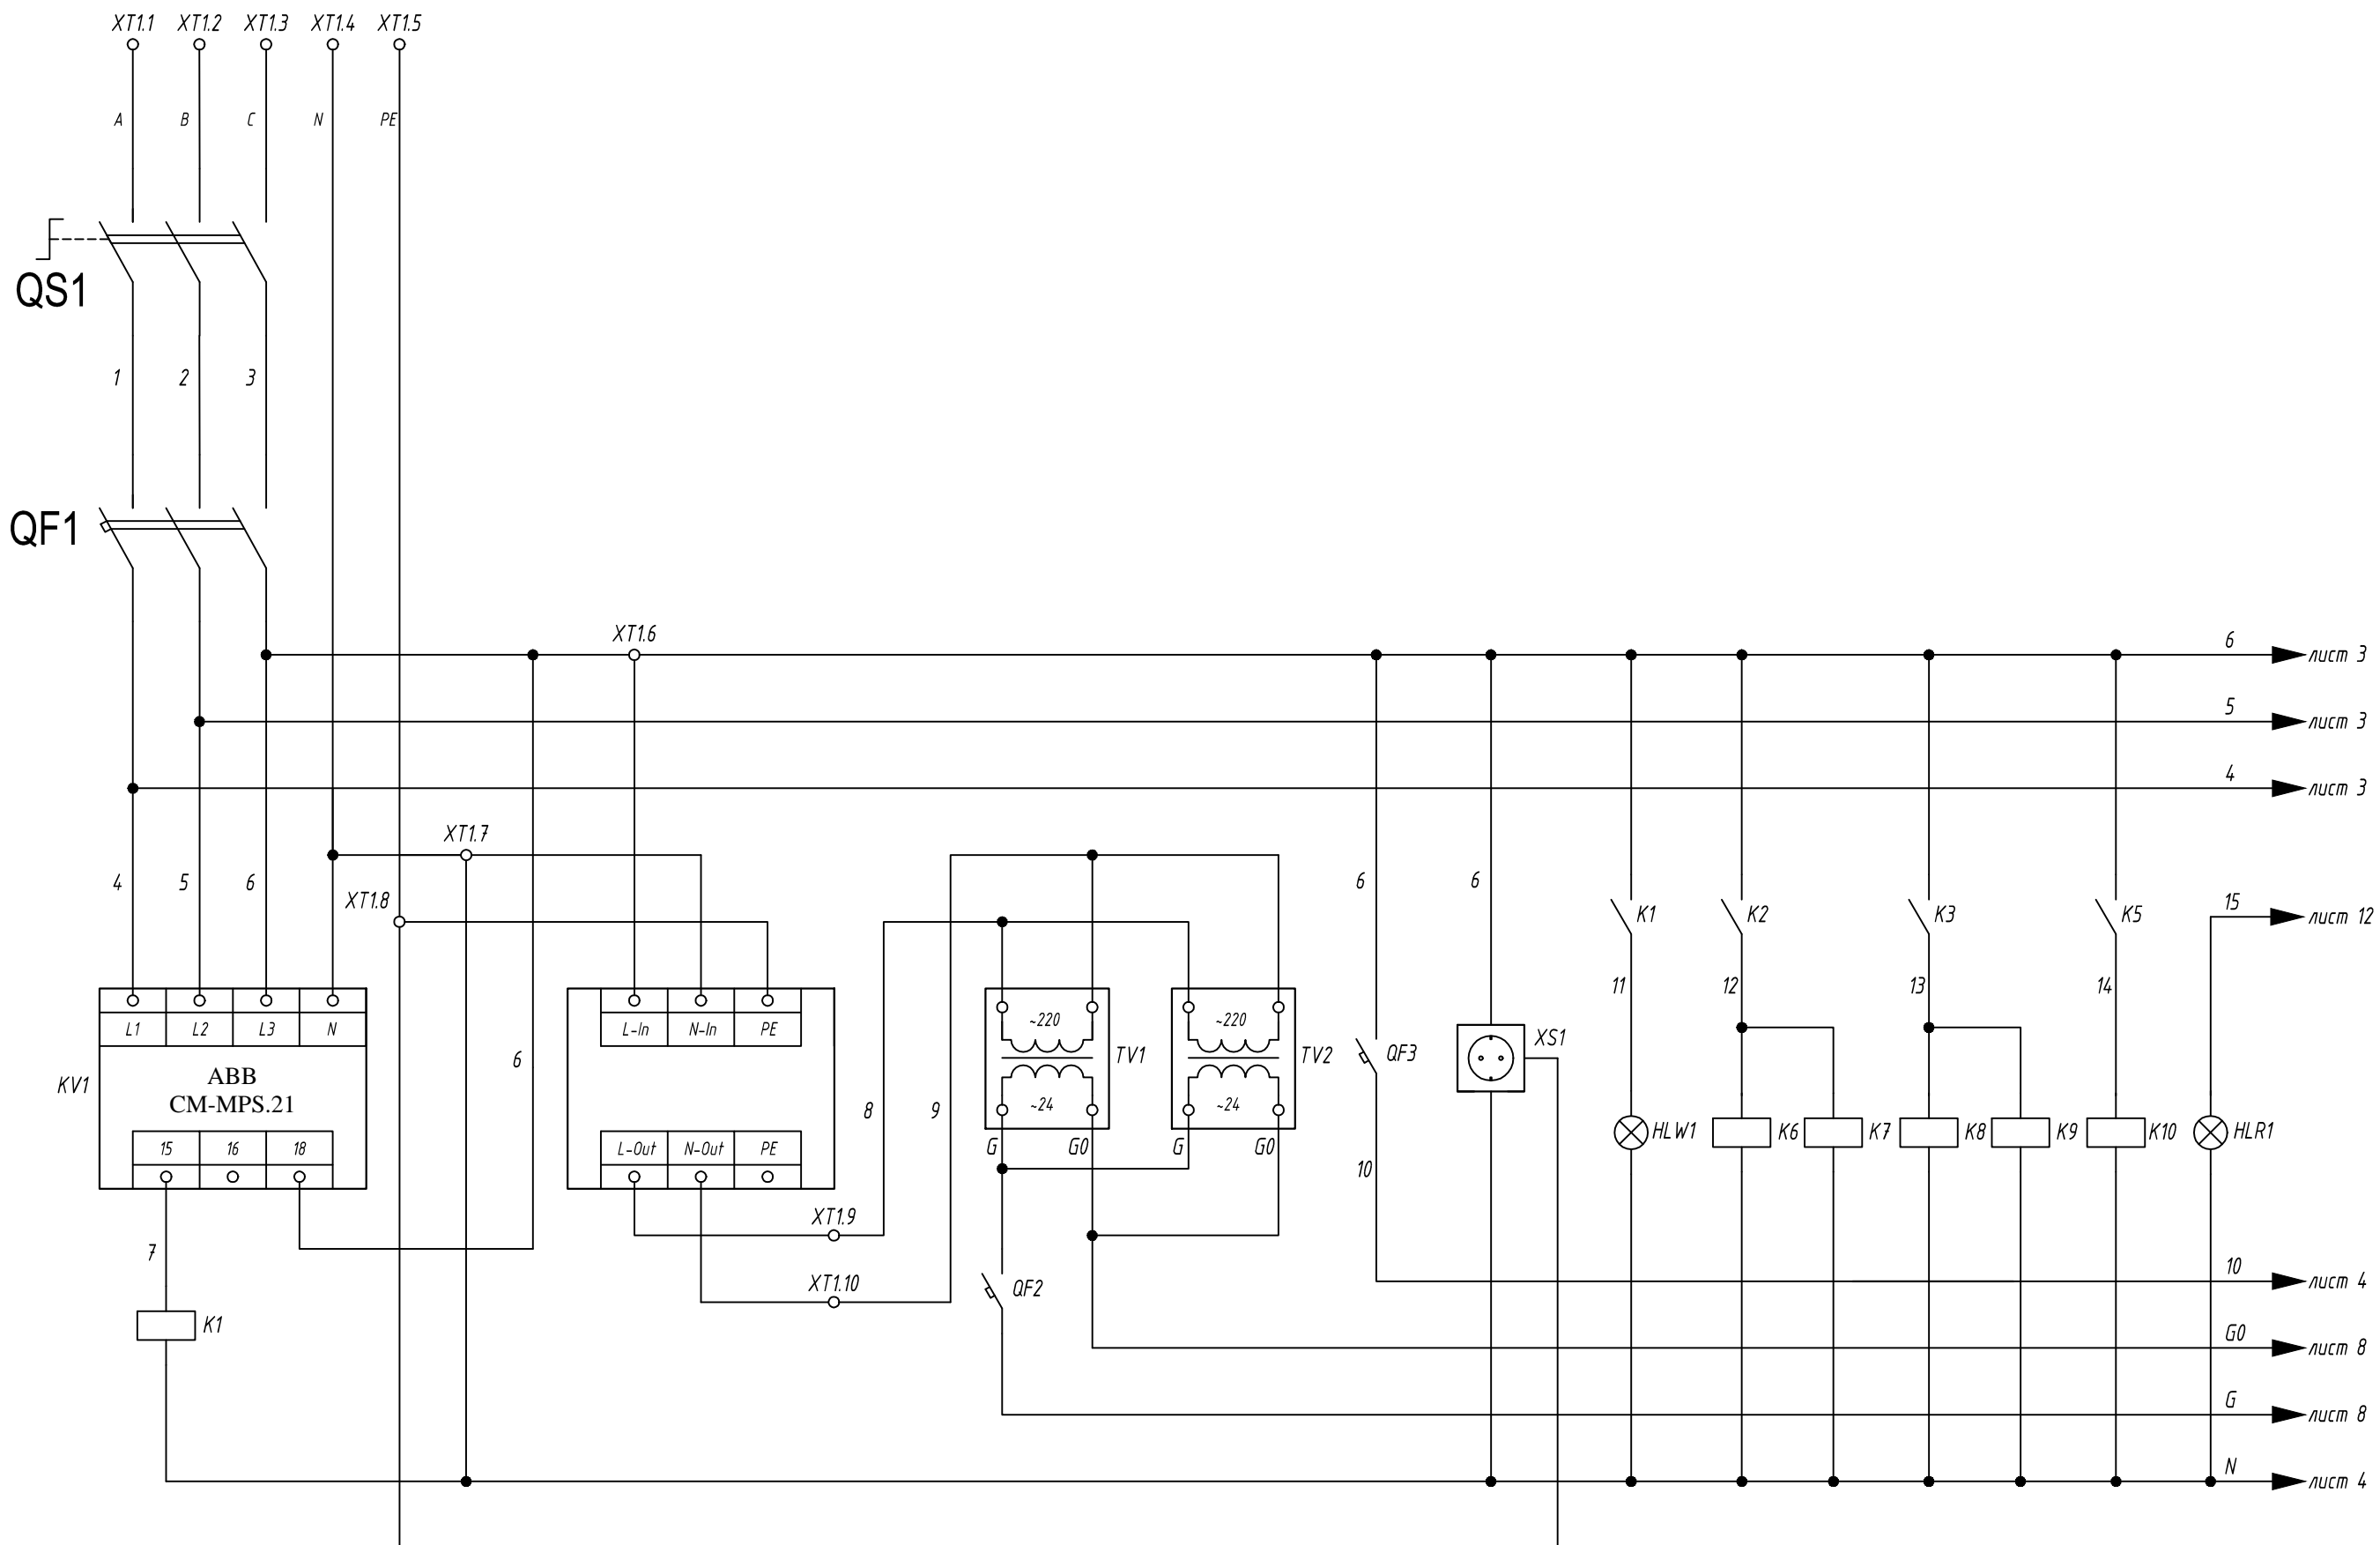 XT1.1 XT1.2 XT1.3 XT1.4 XT1.5
A B C N PE
QS1
1 2 3
QF1
XT1.6
6 лист 3
5 лист 3
4 лист 3
XT1.7
4 5 6
6 6
XT1.8
K1 K2 K3 K5
15 лист 12
11 12 13 14
L1 L2 L3 N
L-In N-In PE
~220 ~220
XS1
TV1 TV2 QF3
6
KV1
ABB
CM-MPS.21
~24 ~24
8 9
HLW1 K6 K7 K8 K9 K10 HLR1
15 16 18
L-Out N-Out PE
G G0 G G0
10
XT1.9
7
10 лист 4
XT1.10
QF2
K1
G0 лист 8
G лист 8
N лист 4